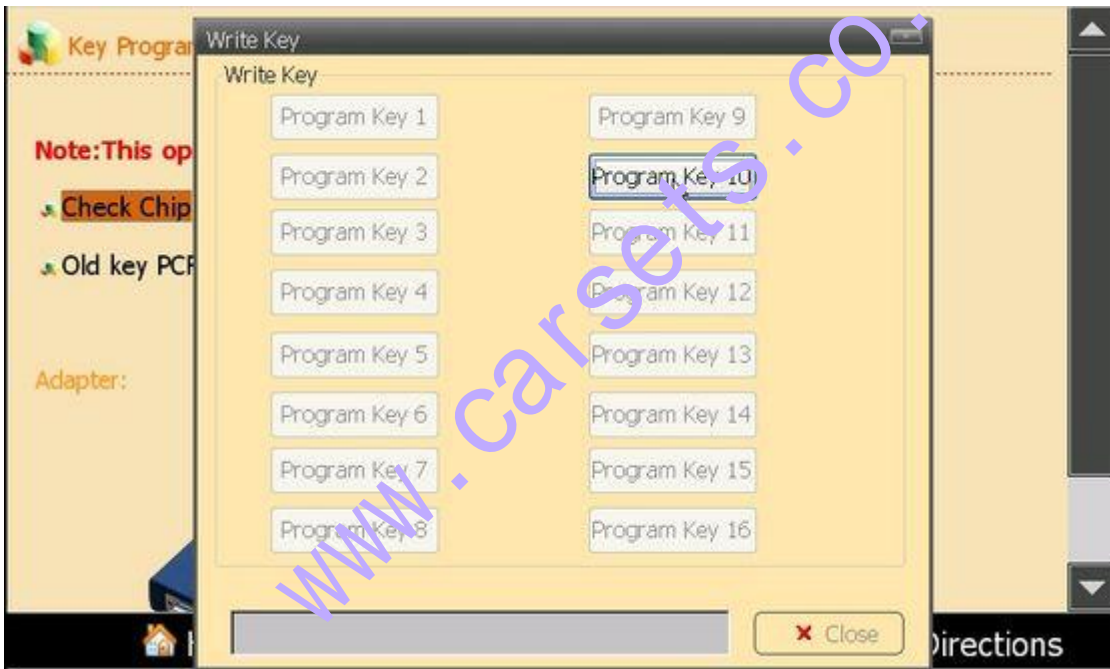 Key Progra
Write Key
Write Key
Note:This op
Check Chip
Old key PCF
Adapter:
Program Key 1
Program Key 2
Program Key 3
Program Key 4
Program Key 5
Program Key 6
Program Key 7
Program Key 8
Program Key 9
Program Key 10
Program Key 11
Program Key 12
Program Key 13
Program Key 14
Program Key 15
Program Key 16
Close
Directions
www.carsets.co.